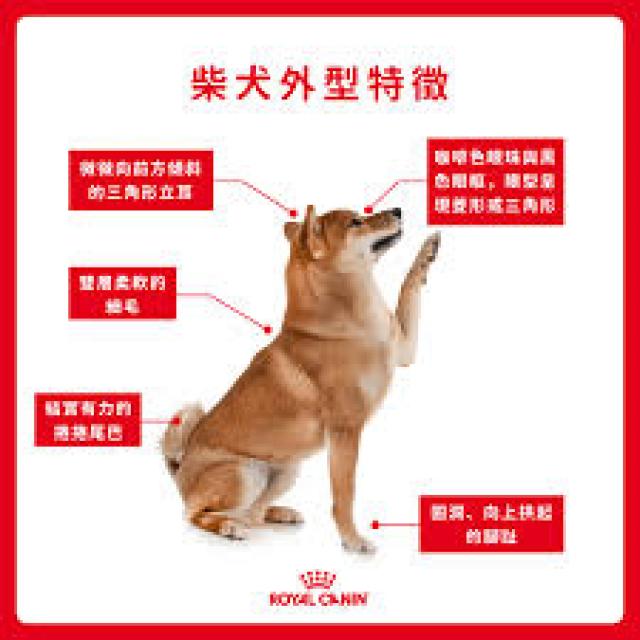 柴犬外型特徵
微微向前方傾斜
的三角形立耳
咖啡色眼珠與黑
色眼眶，眼型呈
現菱形或三角形
雙層柔軟的
細毛
結實有力的
捲捲尾巴
圓潤、向上拱起
的腳趾
ROYAL CANIN